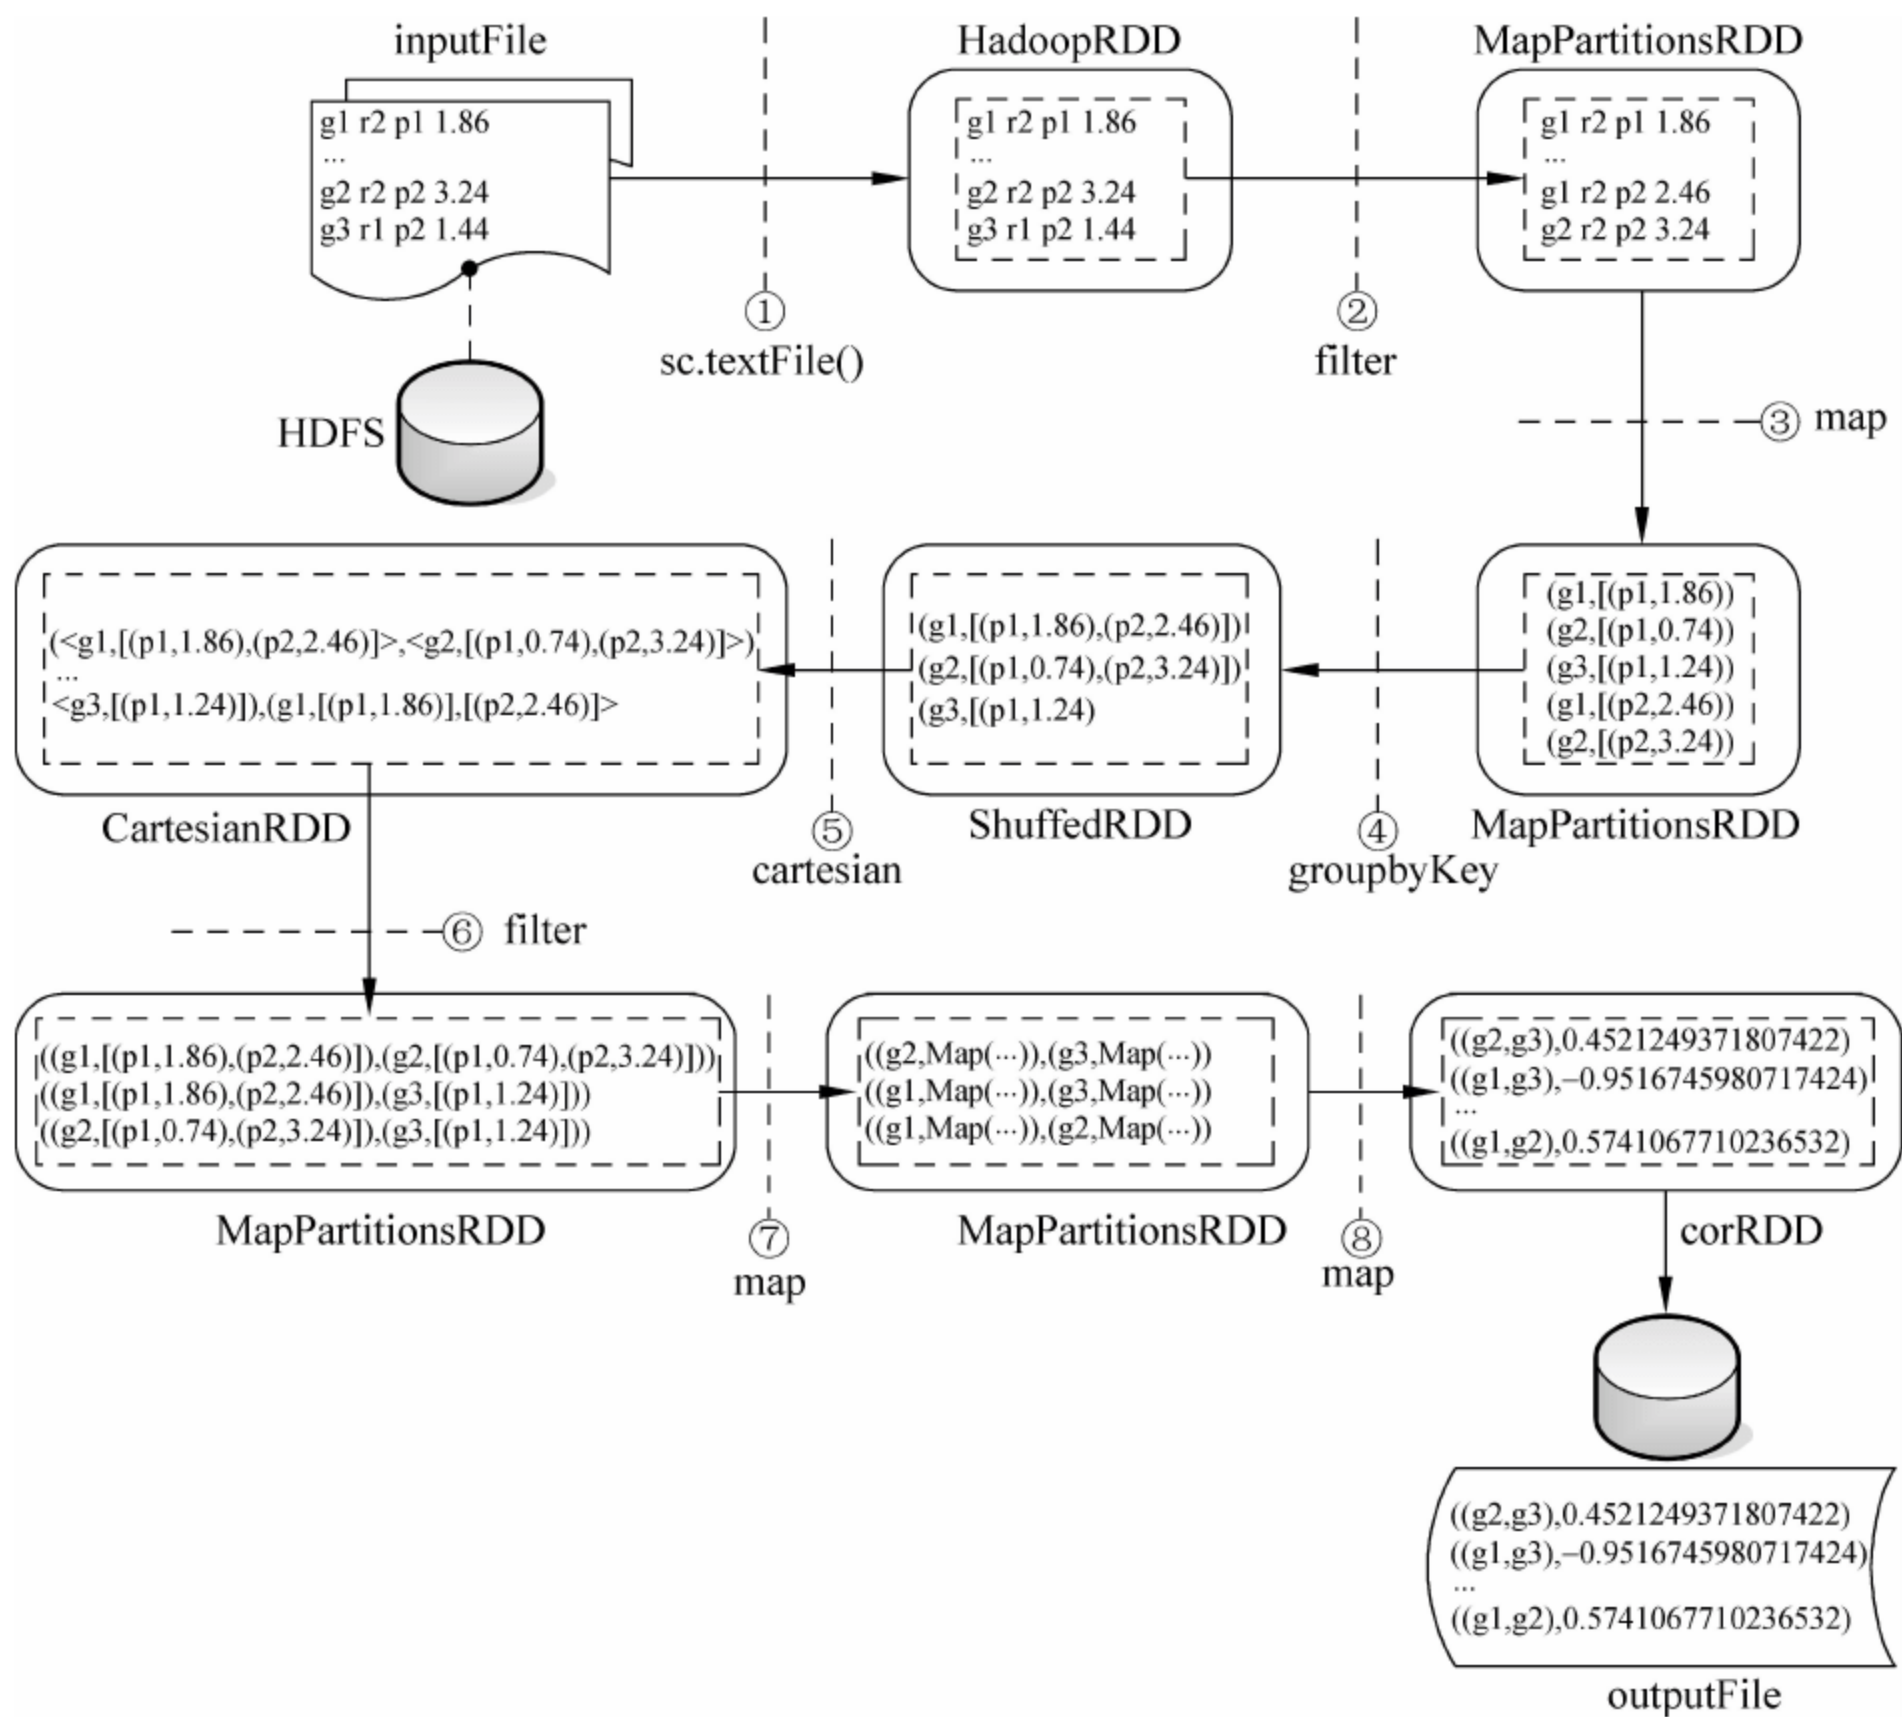 inputFile
g1 r2 p1 1.86
...
g2 r2 p2 3.24
g3 r1 p2 1.44
HDFS
①
sc.textFile()
HadoopRDD
g1 r2 p1 1.86
...
g2 r2 p2 3.24
g3 r1 p2 1.44
②
filter
MapPartitionsRDD
g1 r2 p1 1.86
...
g1 r2 p2 2.46
g2 r2 p2 3.24
③ map
(g1,[(p1,1.86))
(g2,[(p1,0.74))
(g3,[(p1,1.24))
(g1,[(p2,2.46))
(g2,[(p2,3.24))
MapPartitionsRDD
④
groupbyKey
(g1,[(p1,1.86),(p2,2.46)])
(g2,[(p1,0.74),(p2,3.24)])
(g3,[(p1,1.24)
ShuffedRDD
⑤
cartesian
(<g1,[(p1,1.86),(p2,2.46)]>,<g2,[(p1,0.74),(p2,3.24)]>)
...
<g3,[(p1,1.24)]),(g1,[(p1,1.86)],[(p2,2.46)]>
CartesianRDD
⑥ filter
((g1,[(p1,1.86),(p2,2.46)]),(g2,[(p1,0.74),(p2,3.24)]))
((g1,[(p1,1.86),(p2,2.46)]),(g3,[(p1,1.24)]))
((g2,[(p1,0.74),(p2,3.24)]),(g3,[(p1,1.24)]))
MapPartitionsRDD
⑦
map
((g2,Map(···)),(g3,Map(···))
((g1,Map(···)),(g3,Map(···))
((g1,Map(···)),(g2,Map(···))
MapPartitionsRDD
⑧
map
((g2,g3),0.4521249371807422)
((g1,g3),–0.9516745980717424)
...
((g1,g2),0.5741067710236532)
corRDD
((g2,g3),0.4521249371807422)
((g1,g3),–0.9516745980717424)
...
((g1,g2),0.5741067710236532)
outputFile